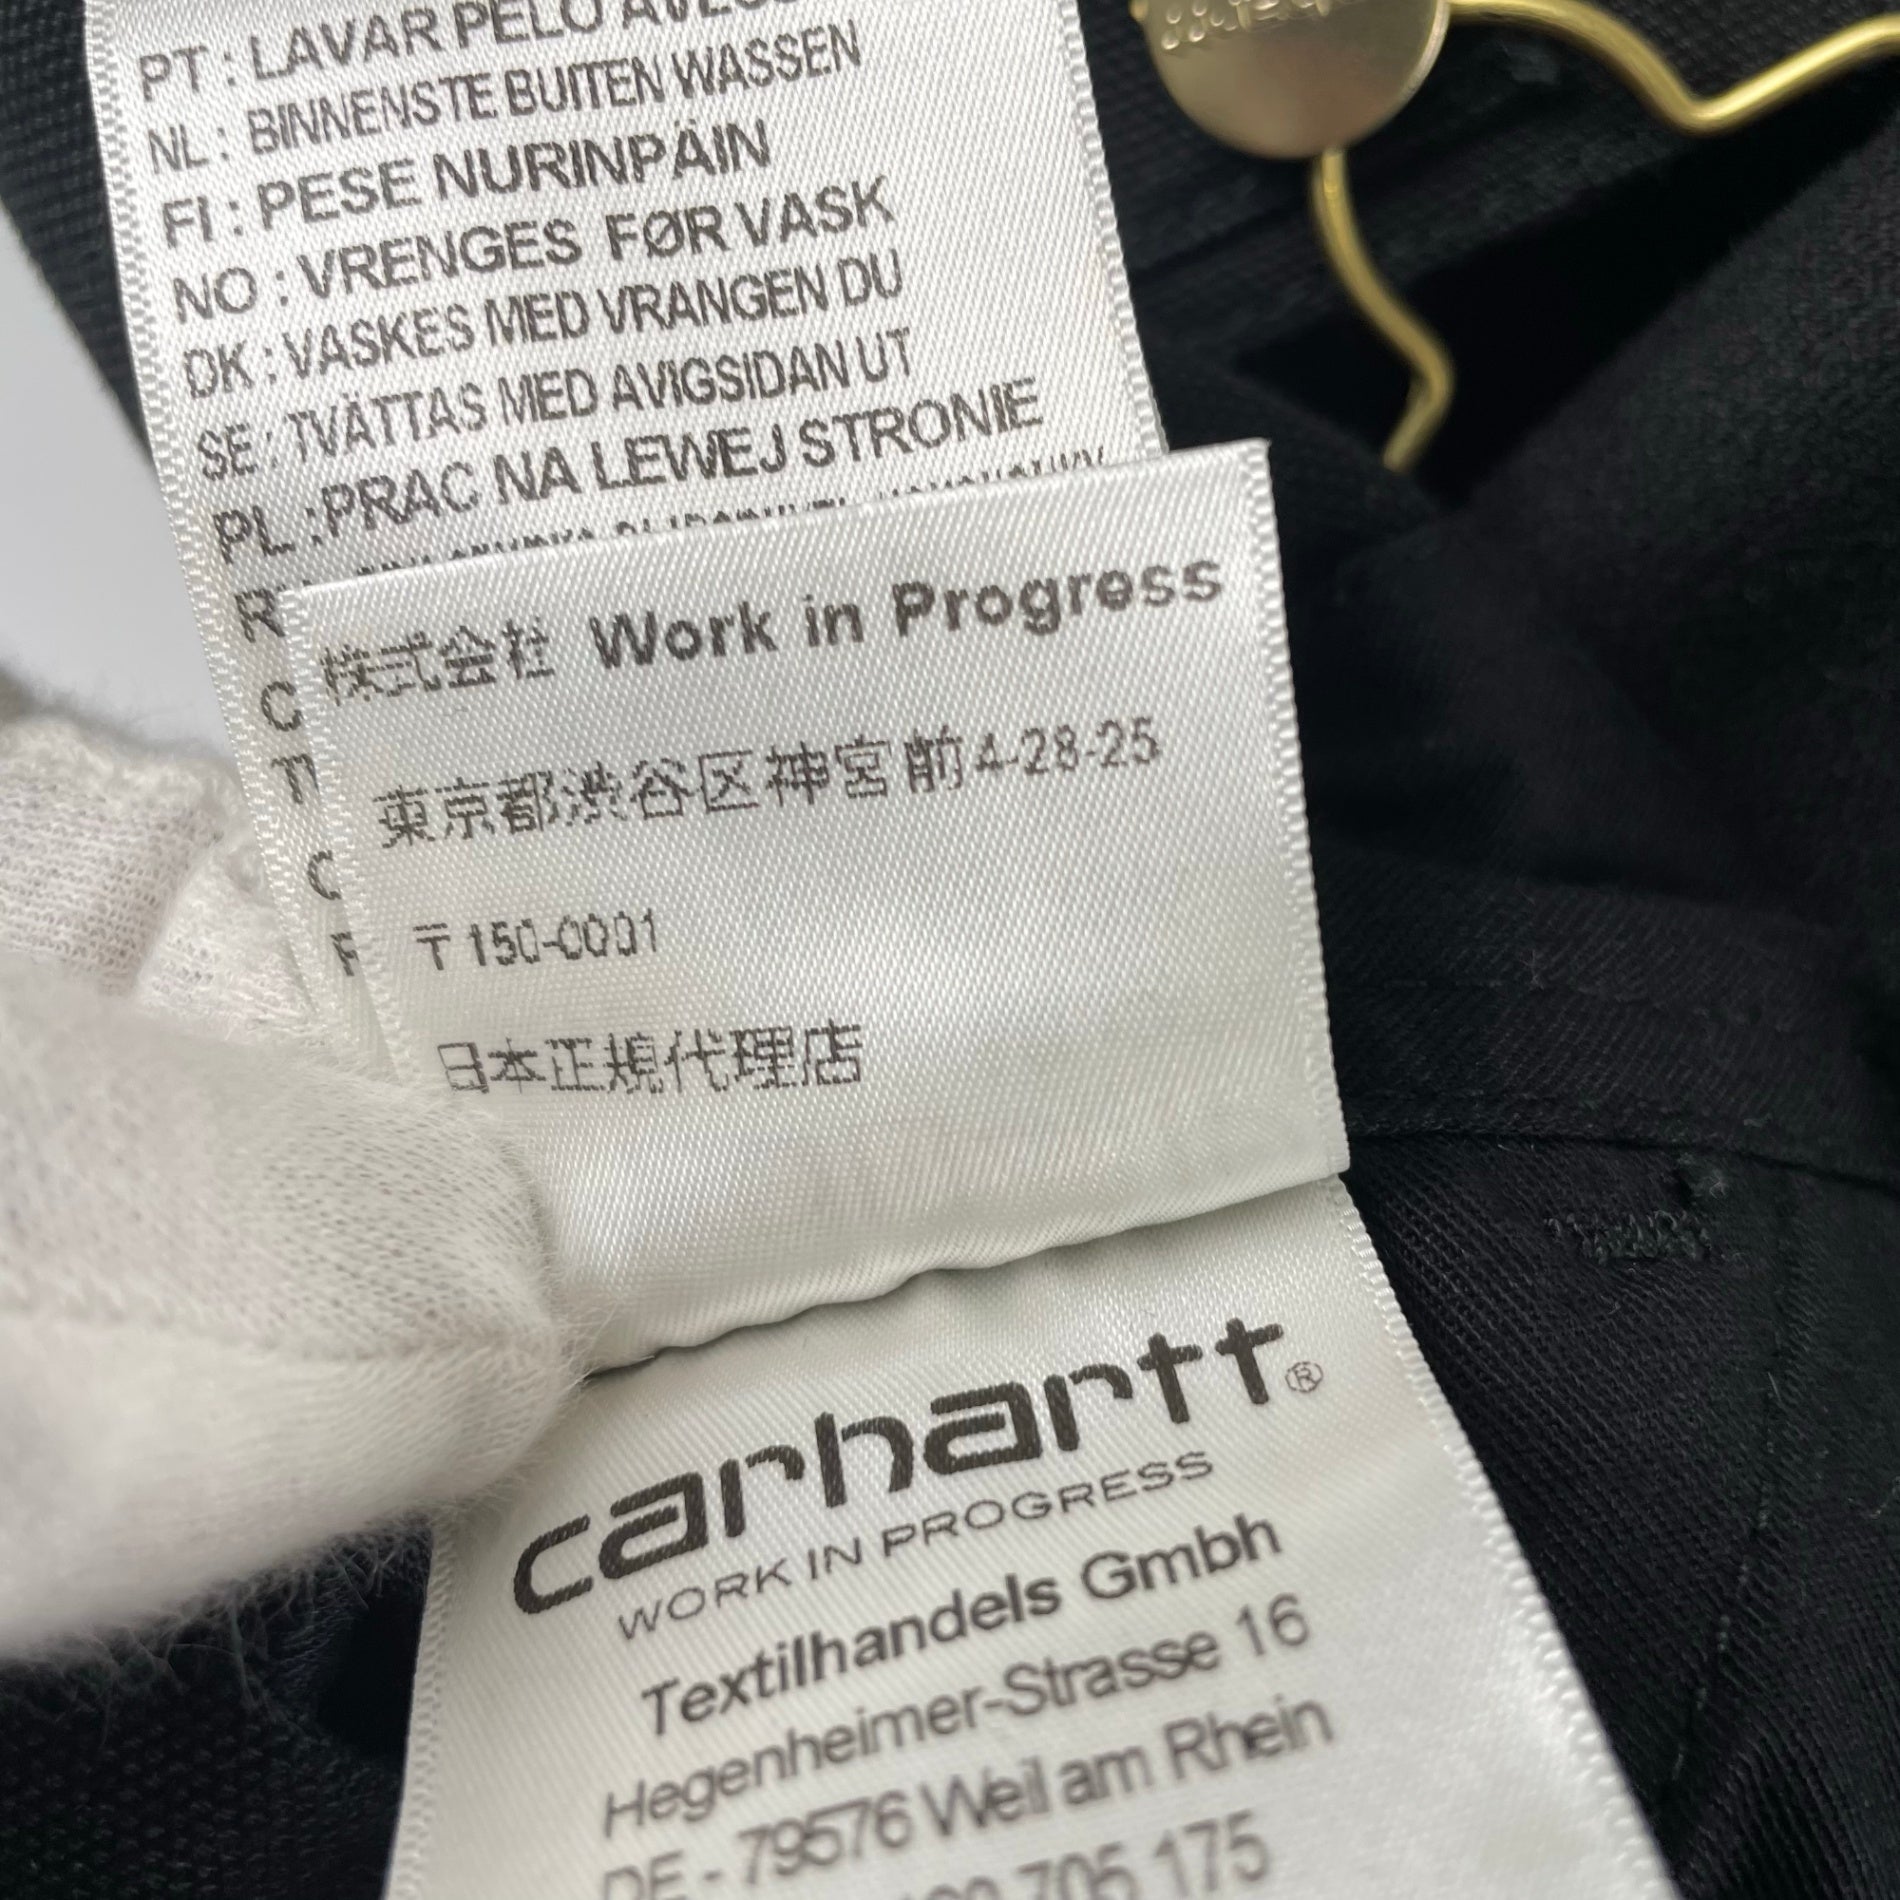 PT : LAVAR PELO
NL : BINNENSTE BUITEN WASSEN
FI : PESE NURINPÄIN
NO : VRENGES FØR VASK
DK : VASKES MED VRANGEN DU
SE : TVÄTTAS MED AVIGSIDAN UT
PL : PRAC NA LEWEJ STRONIE
株式会社 Work in Progress
東京都渋谷区神宮前4-28-25
〒150-0001
日本正規代理店
carhartt®
WORK IN PROGRESS
Textilhandels Gmbh
Hegenheimer-Strasse 16
DE - 79576 Weil am Rhein
705 175